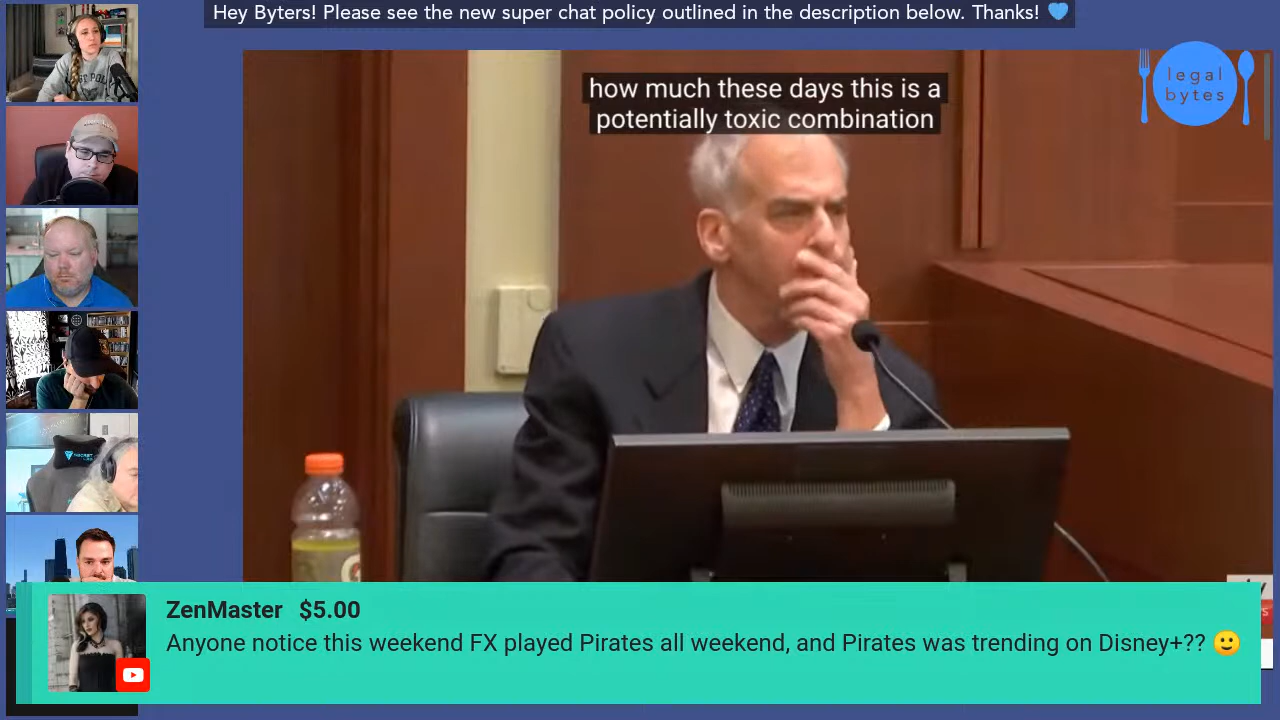 Hey Byters! Please see the new super chat policy outlined in the description below. Thanks! 💙
how much these days this is a
potentially toxic combination
legal
bytes
ZenMaster $5.00
Anyone notice this weekend FX played Pirates all weekend, and Pirates was trending on Disney+?? 🙂